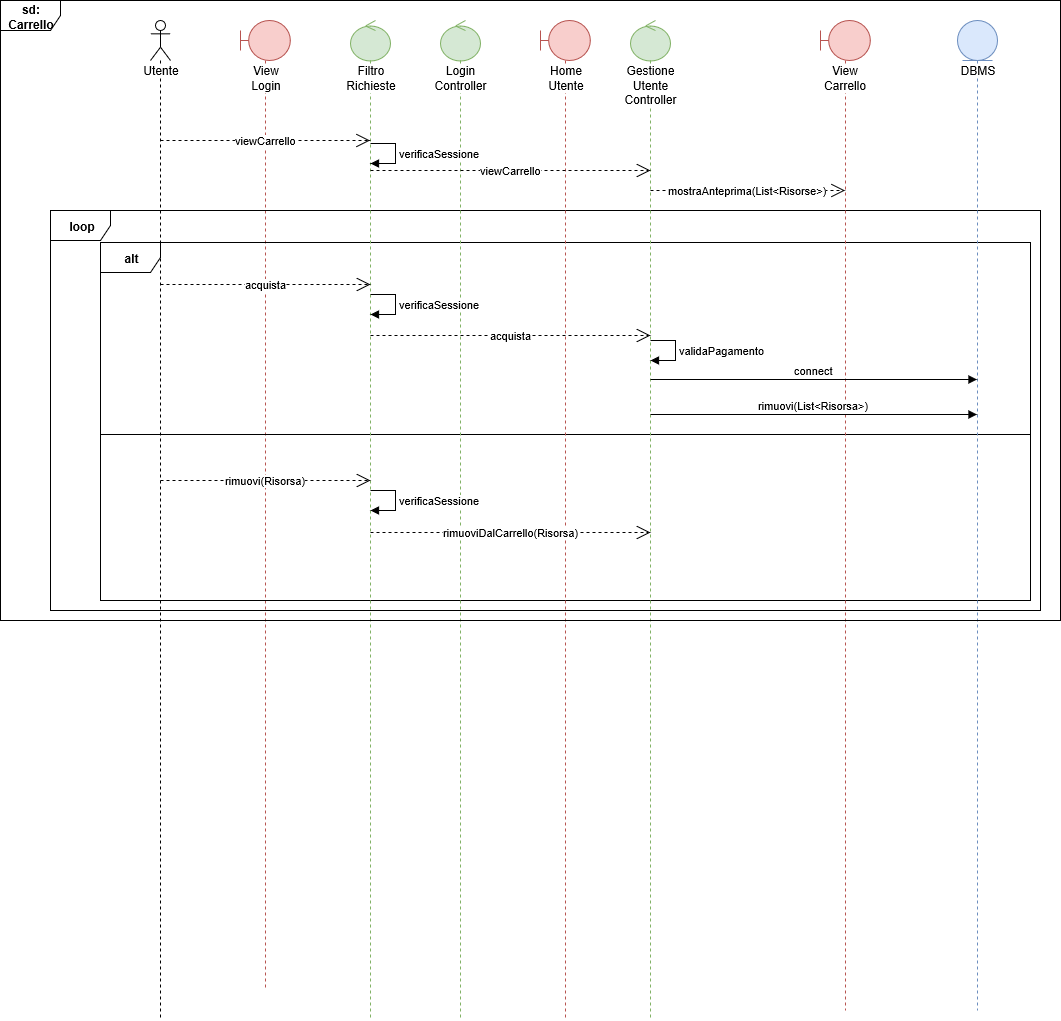 sd:
Carrello
Utente
View
Login
Filtro
Richieste
Login
Controller
Home
Utente
Gestione
Utente
Controller
View
Carrello
DBMS
viewCarrello
verificaSessione
viewCarrello
mostraAnteprima(List<Risorse>)
loop
alt
acquista
verificaSessione
acquista
validaPagamento
connect
rimuovi(List<Risorsa>)
rimuovi(Risorsa)
verificaSessione
rimuoviDalCarrello(Risorsa)